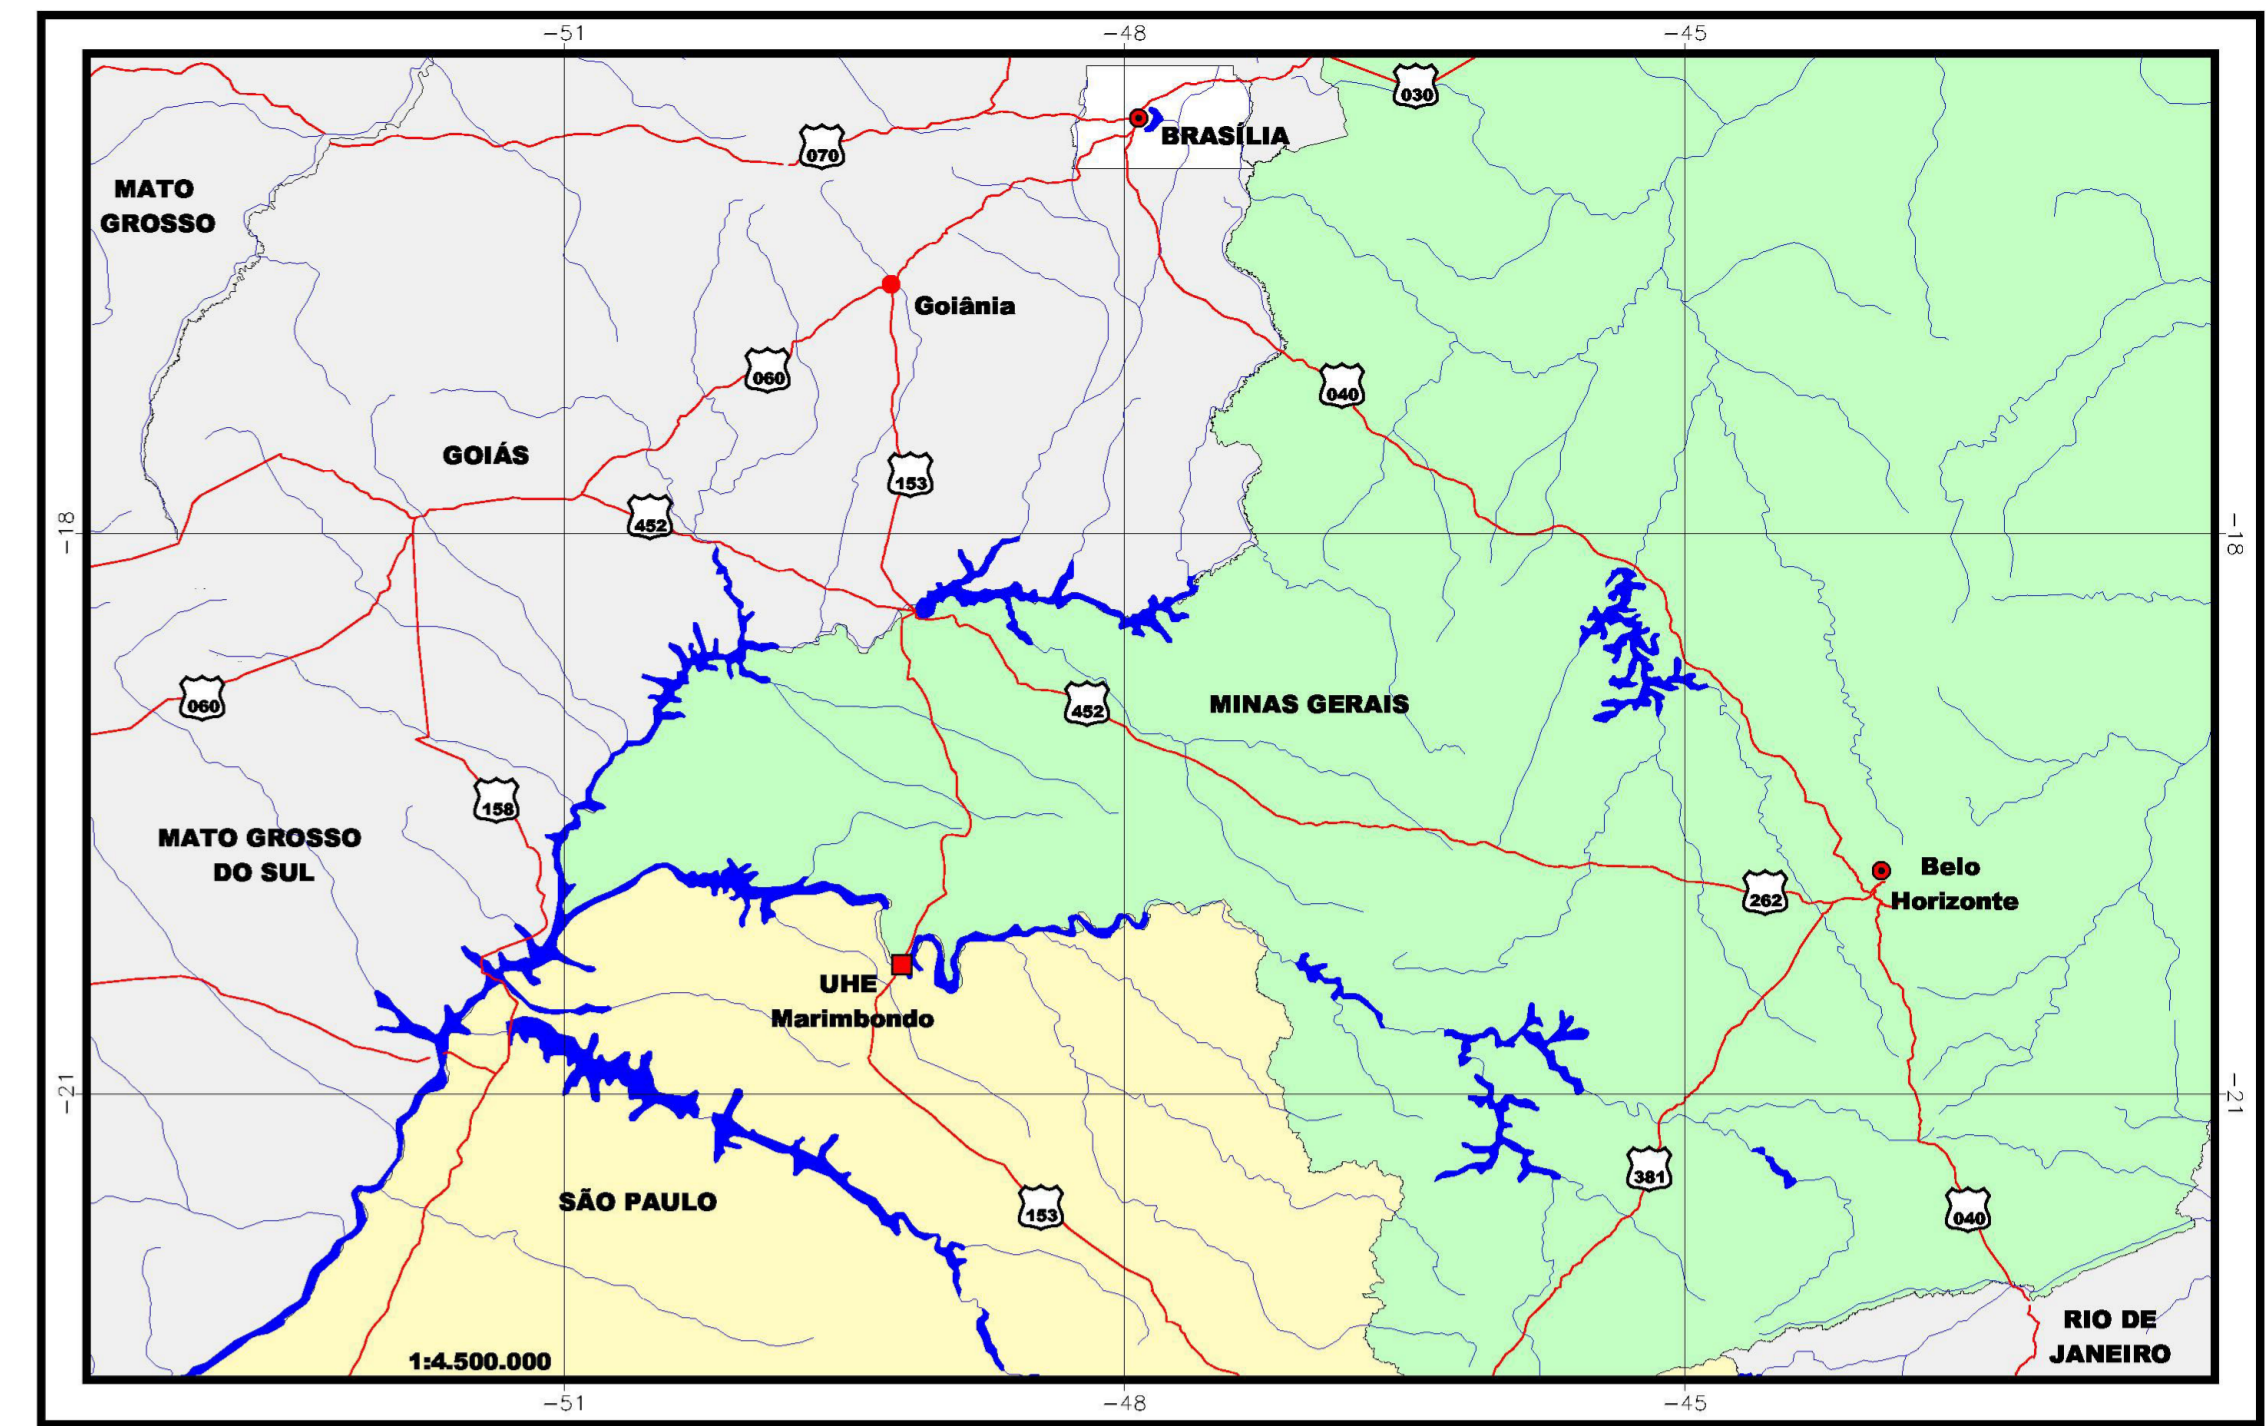 -51
-48
-45
030
BRASÍLIA
070
MATO
GROSSO
Goiânia
060
040
GOIÁS
153
452
-18
-18
060
452
MINAS GERAIS
158
MATO GROSSO
DO SUL
Belo
Horizonte
262
UHE
Marimbondo
-21
-21
381
SÃO PAULO
153
040
RIO DE
JANEIRO
1:4.500.000
-51
-48
-45